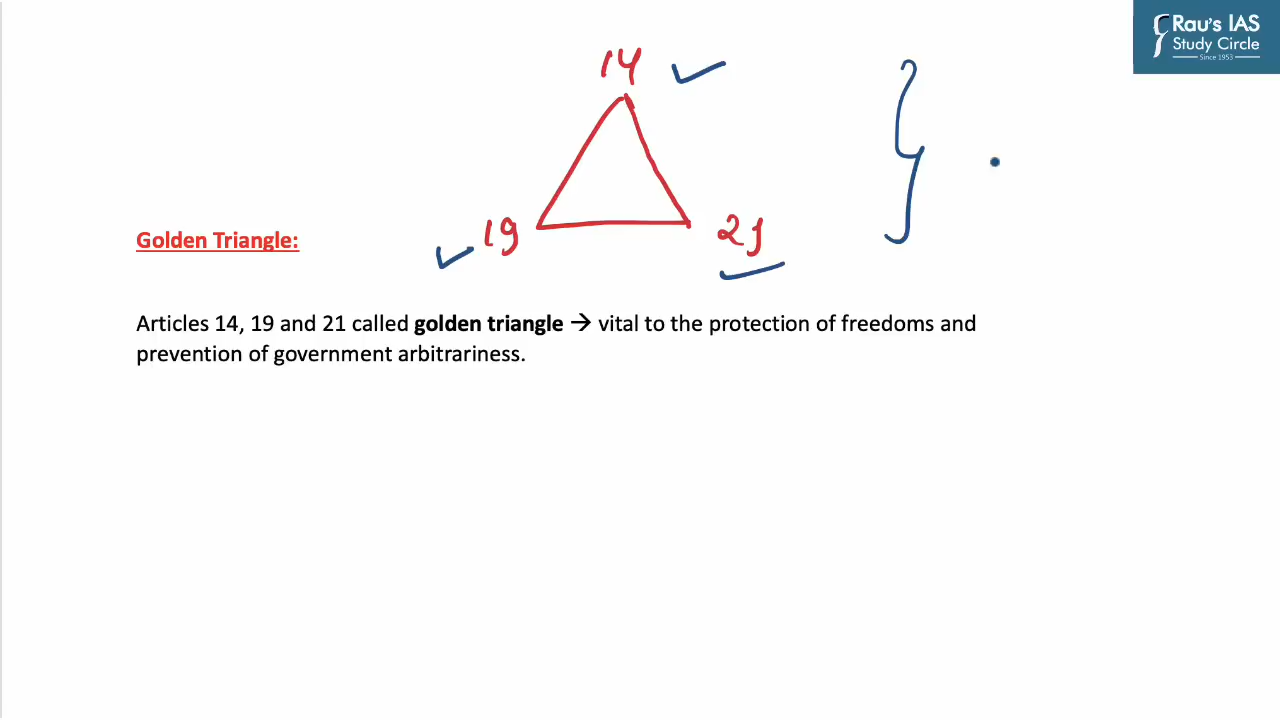 Rau's IAS
Study Circle
Since 1953
14
19
21
Golden Triangle:
Articles 14, 19 and 21 called golden triangle → vital to the protection of freedoms and
prevention of government arbitrariness.